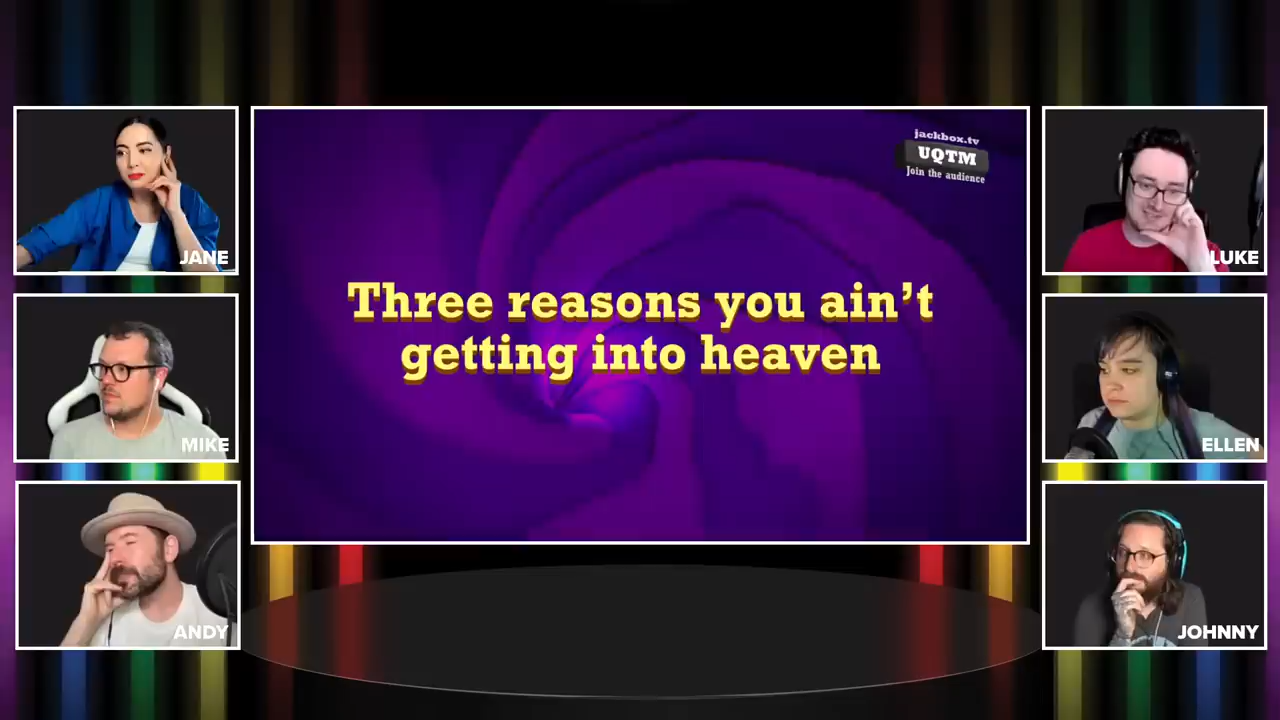 jackbox.tv
UQTM
Join the audience
Three reasons you ain't
getting into heaven
JANE
LUKE
MIKE
ELLEN
ANDY
JOHNNY